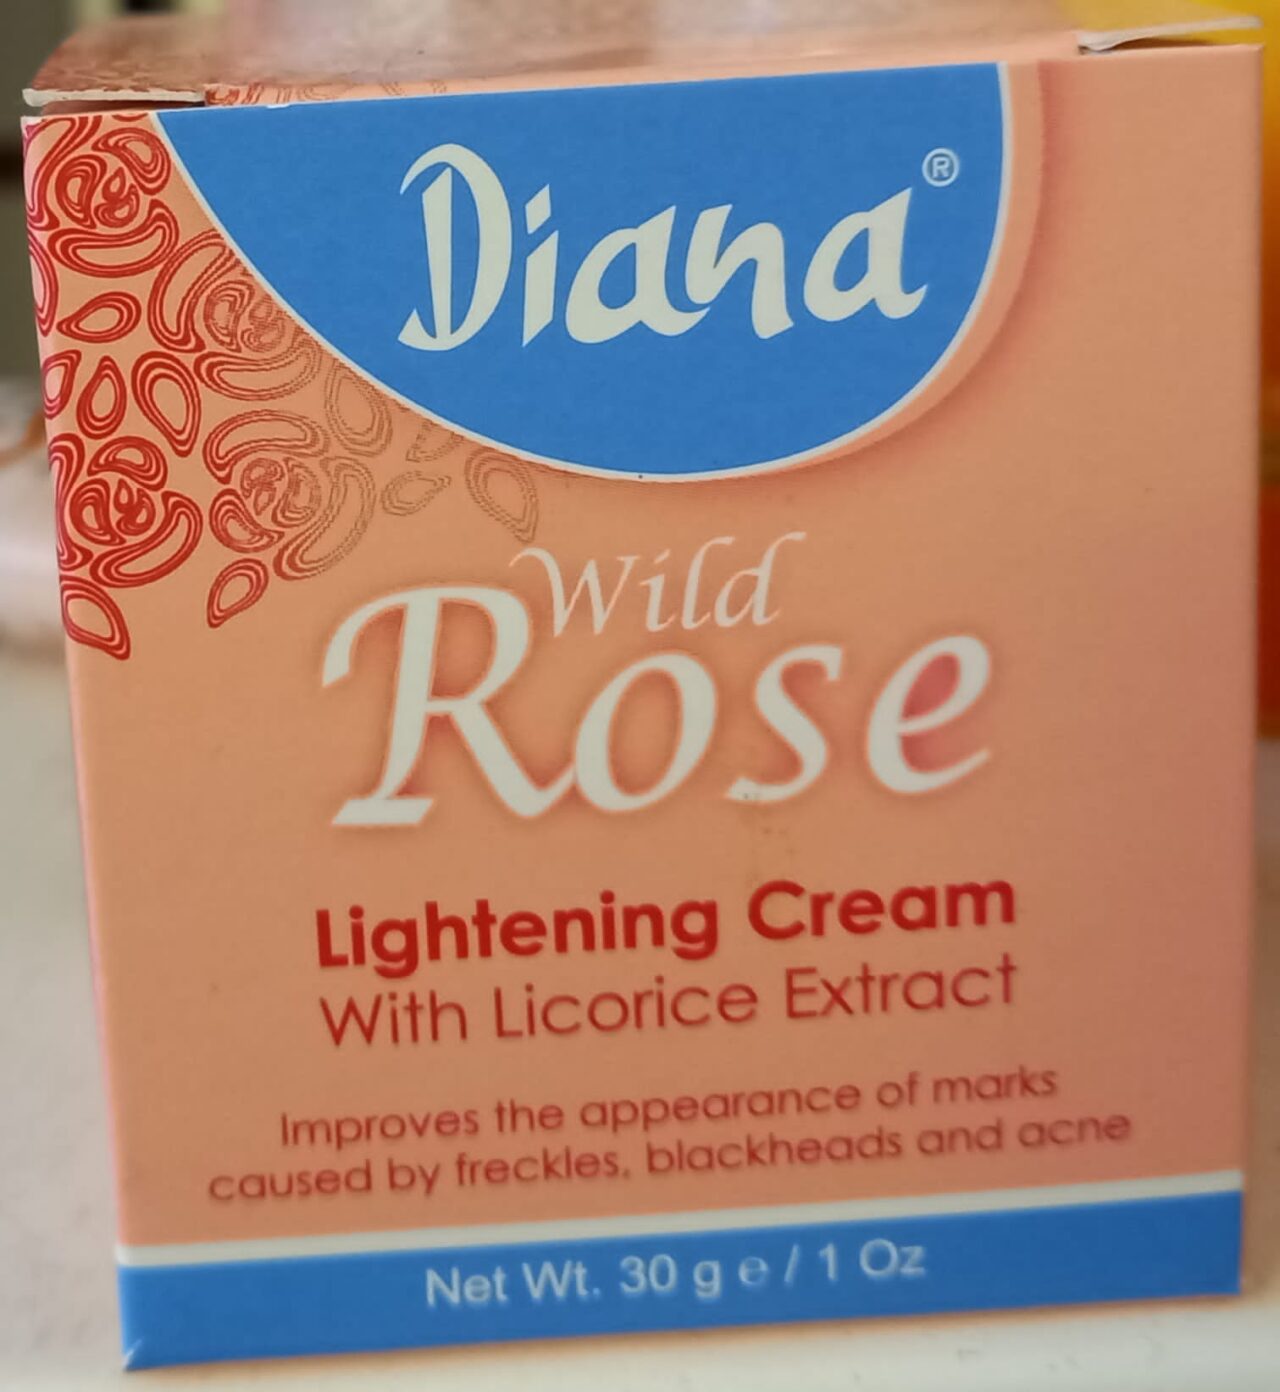 Diana®
Wild
Rose
Lightening Cream
With Licorice Extract
Improves the appearance of marks
caused by freckles, blackheads and acne
Net Wt. 30 g ℮ / 1 Oz